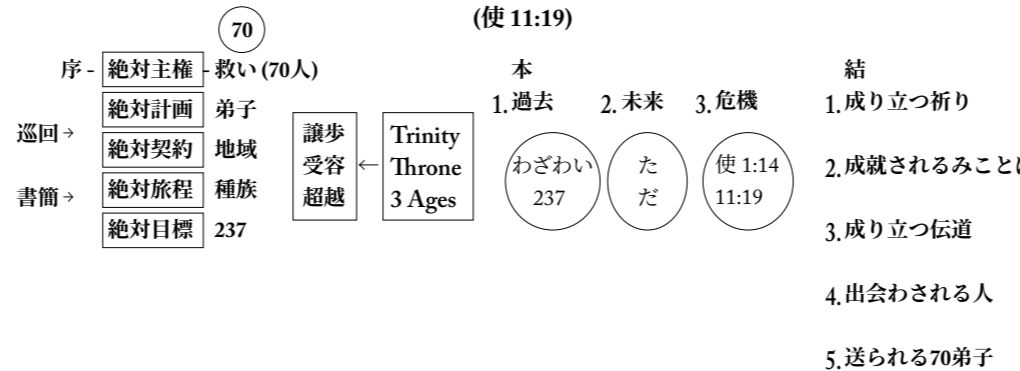 (使 11:19)
70
序 - 絶対主権 - 救い (70人)
絶対計画 弟子
巡回→
絶対契約 地域
書簡→
絶対旅程 種族
絶対目標 237
譲歩
受容
超越
←
Trinity
Throne
3 Ages
本
1. 過去
わざわい
237
2. 未来
た
だ
3. 危機
使 1:14
11:19
結
1. 成り立つ祈り
2. 成就されるみこと
3. 成り立つ伝道
4. 出会わされる人
5. 送られる70弟子